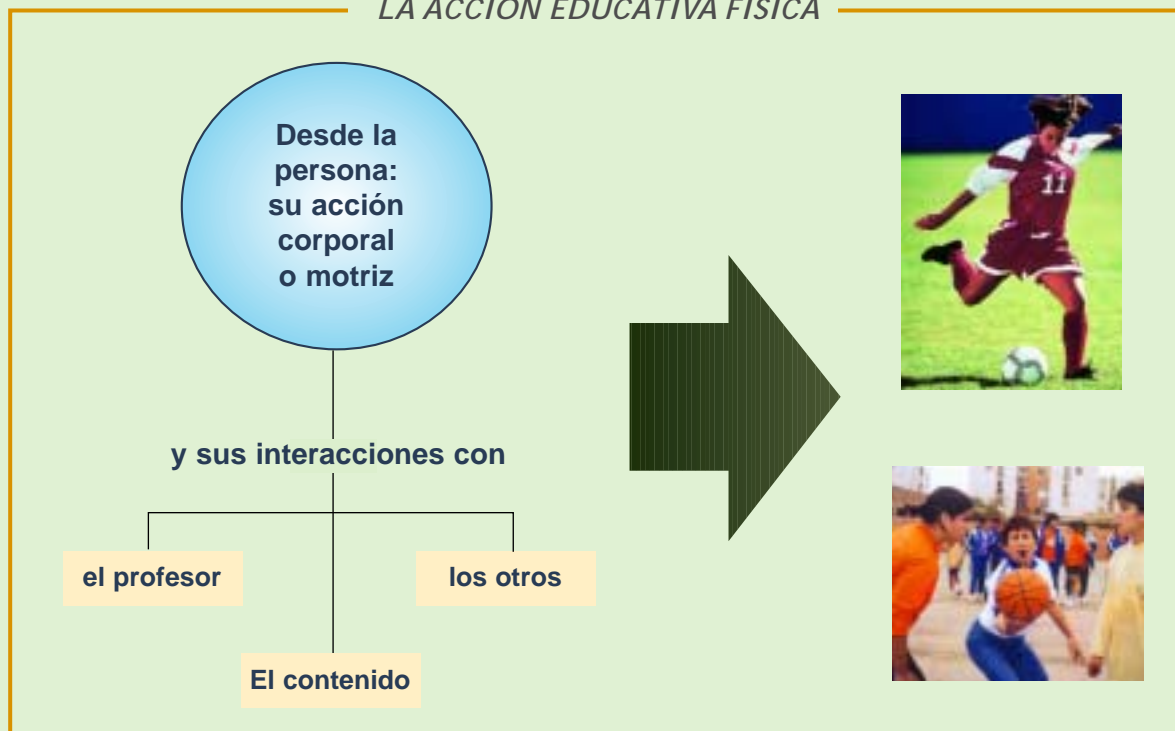 LA ACCIÓN EDUCATIVA FÍSICA
Desde la
persona:
su acción
corporal
o motriz
y sus interacciones con
el profesor
los otros
El contenido
11